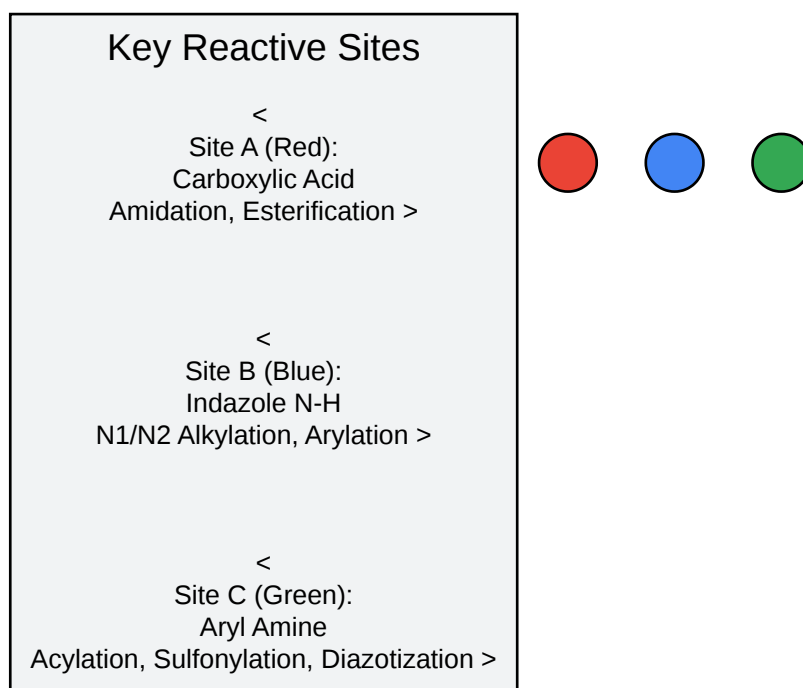 Key Reactive Sites
<
Site A (Red):
Carboxylic Acid
Amidation, Esterification >
<
Site B (Blue):
Indazole N-H
N1/N2 Alkylation, Arylation >
<
Site C (Green):
Aryl Amine
Acylation, Sulfonylation, Diazotization >